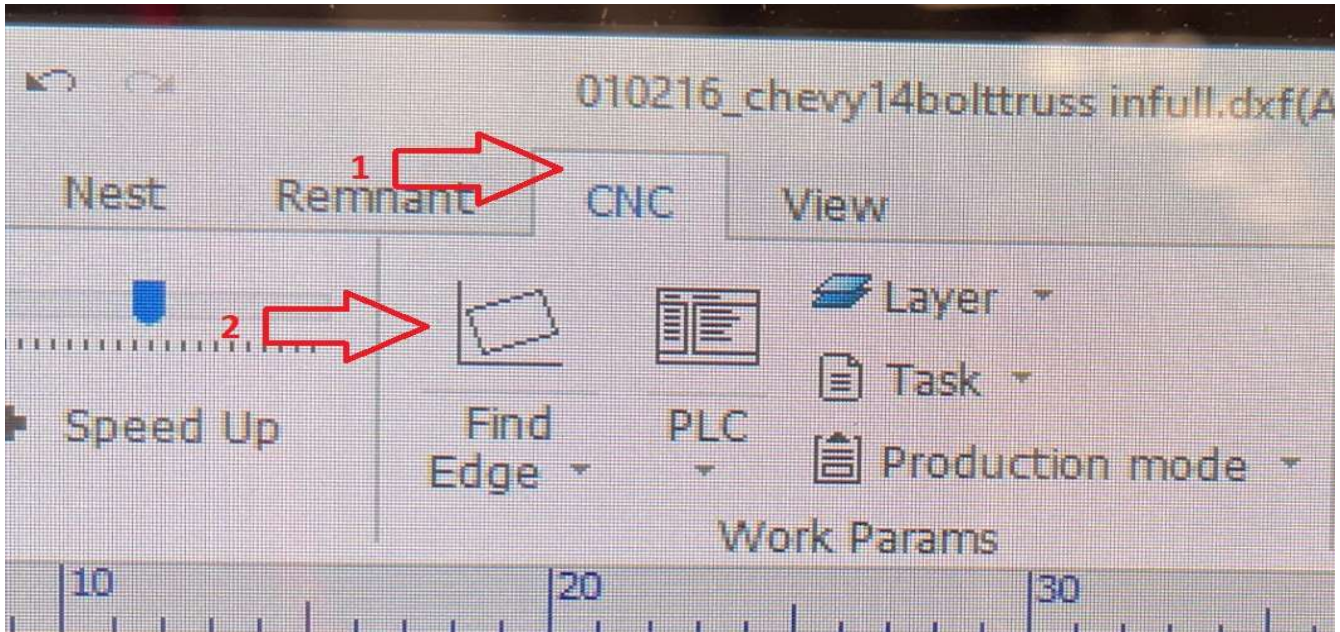 010216_chevy14bolttruss infull.dxf(A
1
Nest Remnant CNC View
2
Layer
Task
Speed Up
Find Edge
PLC
Production mode
Work Params
10 20 30